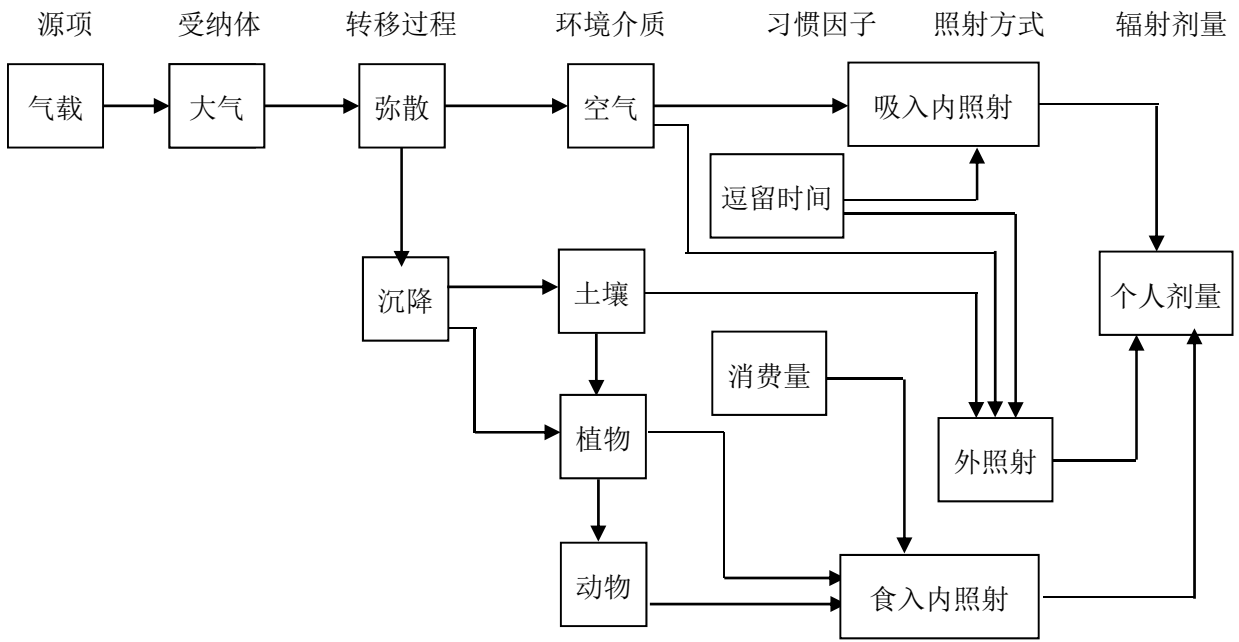 源项 受纳体 转移过程 环境介质 习惯因子 照射方式 辐射剂量
气载 大气 弥散 空气 吸入内照射
逗留时间
沉降 土壤 个人剂量
消费量
植物 外照射
动物 食入内照射